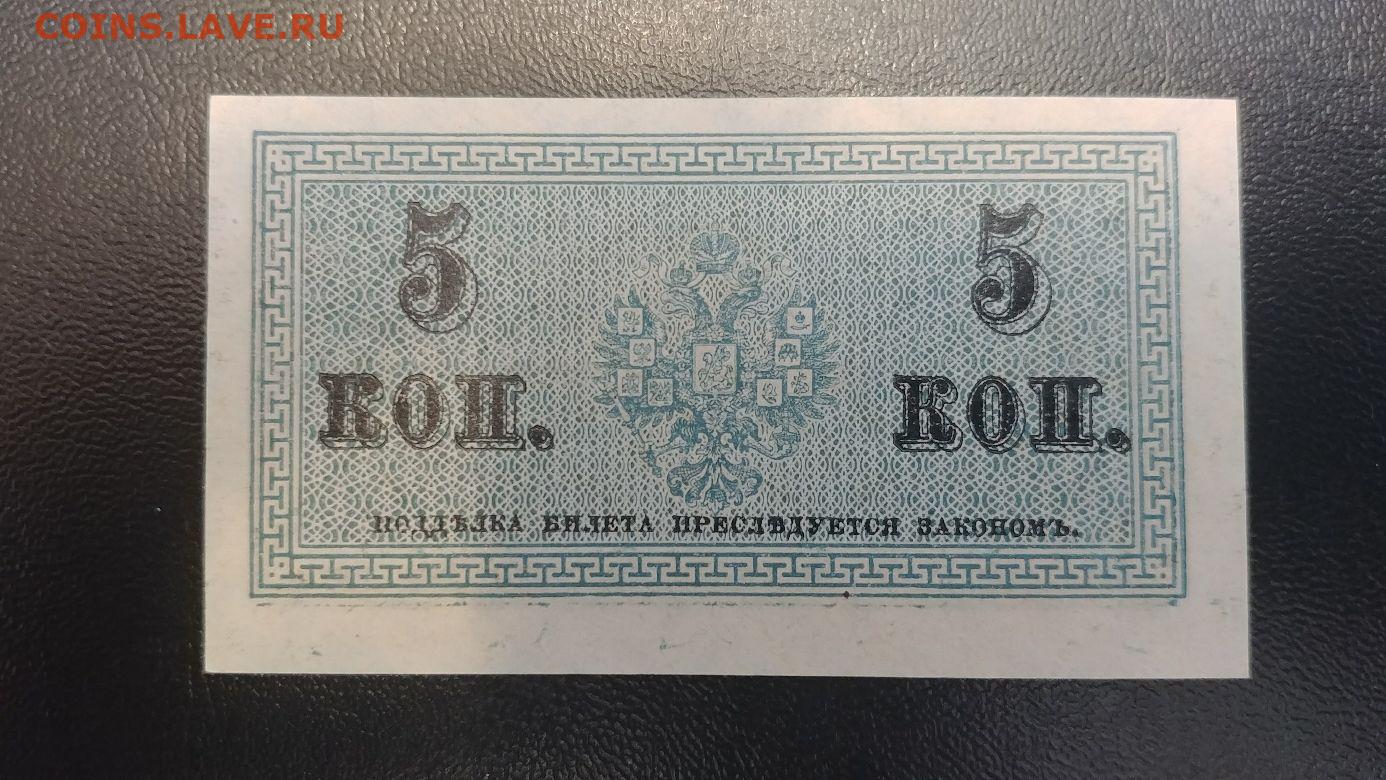 COINS.LAVE.RU
5 5
КОП. КОП.
ПОДДѢЛКА БИЛЕТА ПРЕСЛѢДУЕТСЯ ЗАКОНОМЪ.